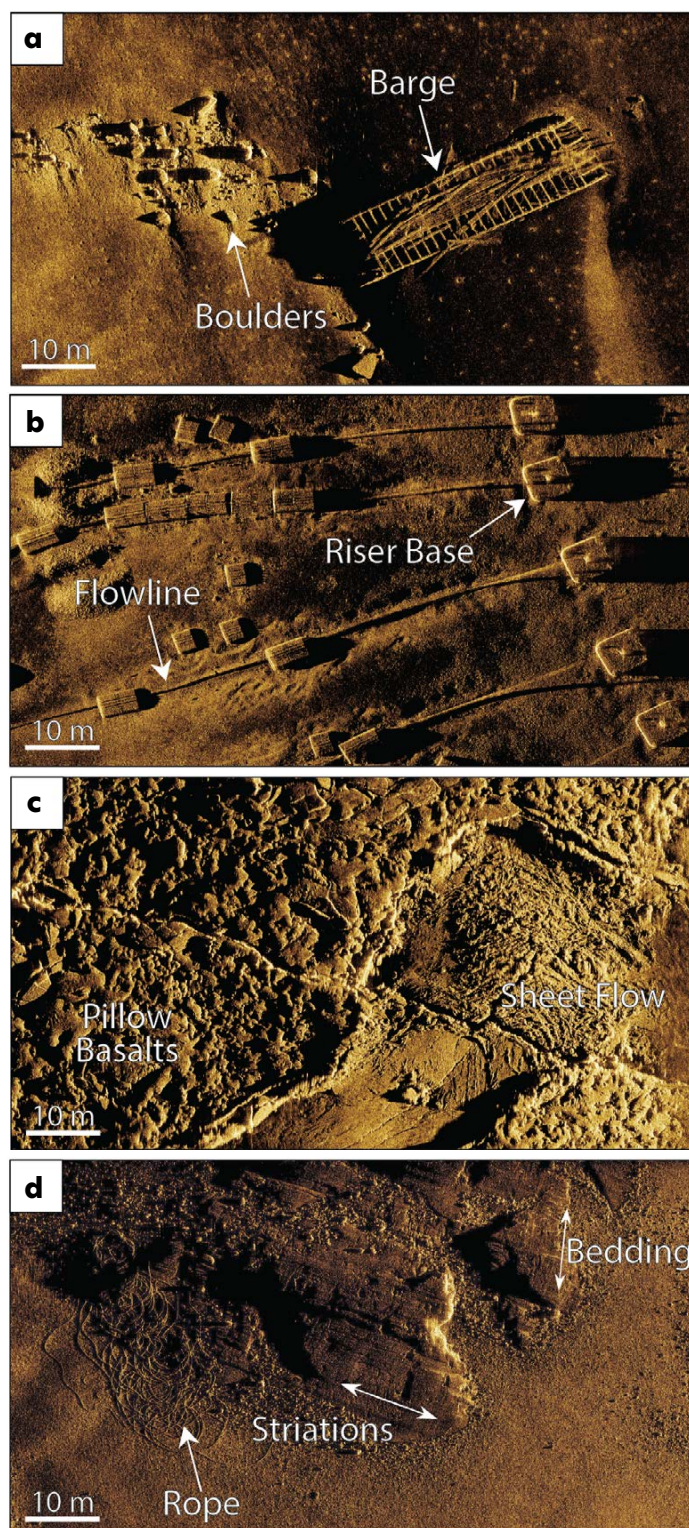 a
Barge
Boulders
10 m
b
Riser Base
Flowline
10 m
c
Sheet Flow
Pillow
Basalts
10 m
d
Bedding
Striations
Rope
10 m